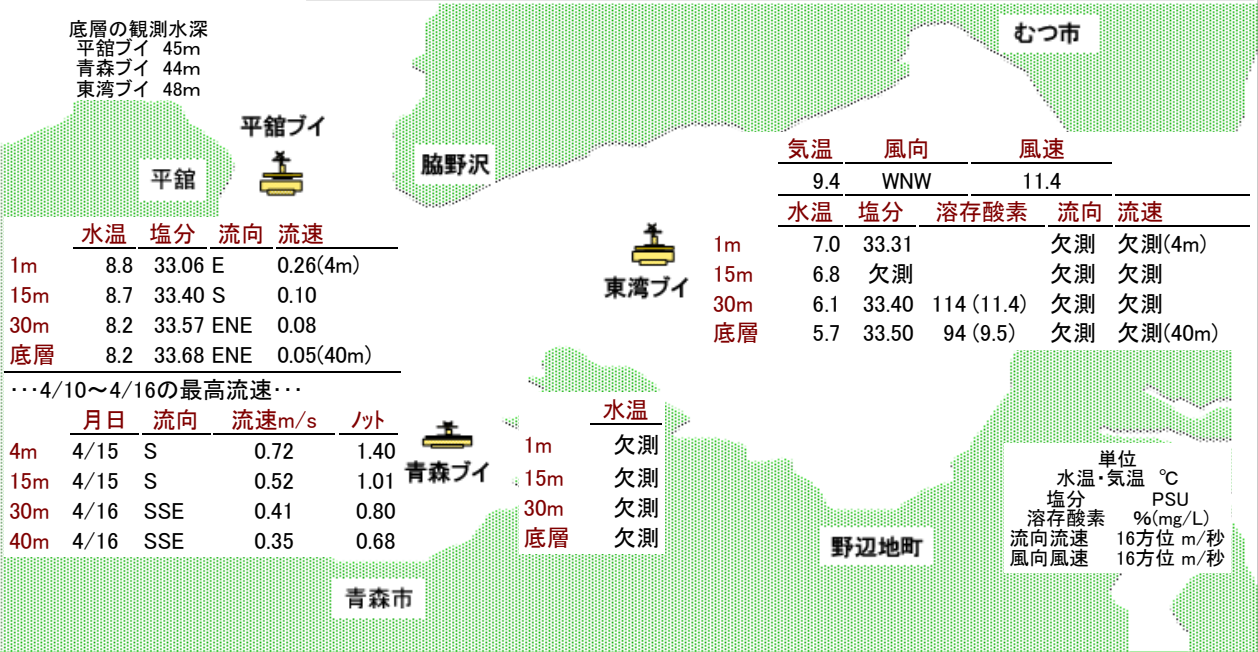 底層の観測水深
平舘ブイ 45m
青森ブイ 44m
東湾ブイ 48m
むつ市
平舘ブイ
脇野沢
平舘
気温 風向 風速
9.4 WNW 11.4
水温 塩分 溶存酸素 流向 流速
1m 7.0 33.31 欠測 欠測(4m)
15m 6.8 欠測 欠測 欠測
30m 6.1 33.40 114 (11.4) 欠測 欠測
底層 5.7 33.50 94 (9.5) 欠測 欠測(40m)
東湾ブイ
水温 塩分 流向 流速
1m 8.8 33.06 E 0.26(4m)
15m 8.7 33.40 S 0.10
30m 8.2 33.57 ENE 0.08
底層 8.2 33.68 ENE 0.05(40m)
･･･4/10～4/16の最高流速･･･
月日 流向 流速m/s ﾉｯﾄ
4m 4/15 S 0.72 1.40
15m 4/15 S 0.52 1.01
30m 4/16 SSE 0.41 0.80
40m 4/16 SSE 0.35 0.68
青森ブイ
水温
1m 欠測
15m 欠測
30m 欠測
底層 欠測
単位
水温・気温 ℃
塩分 PSU
溶存酸素 %(mg/L)
流向流速 16方位 m/秒
風向風速 16方位 m/秒
野辺地町
青森市